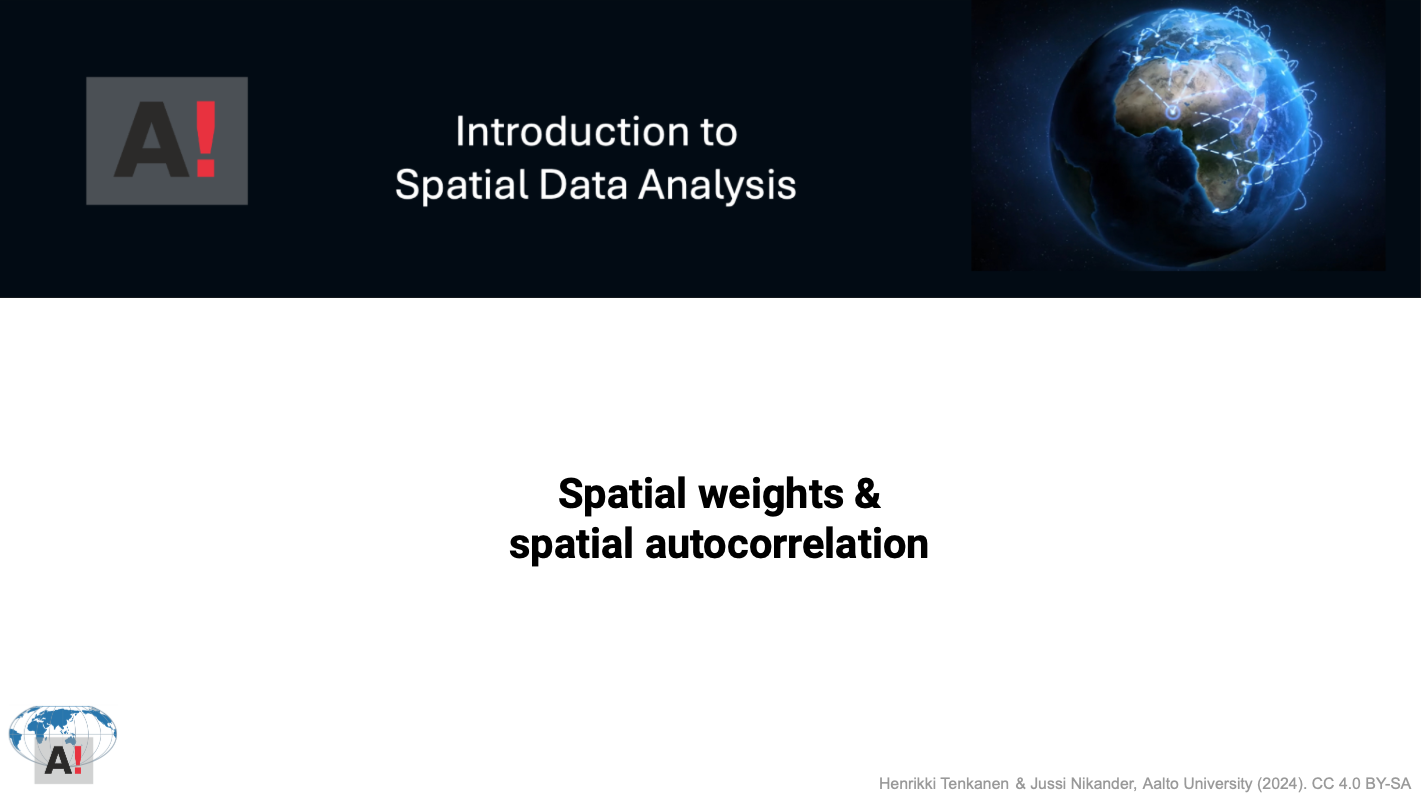 A!
Introduction to
Spatial Data Analysis
Spatial weights &
spatial autocorrelation
A!
Henrikki Tenkanen & Jussi Nikander, Aalto University (2024). CC 4.0 BY-SA